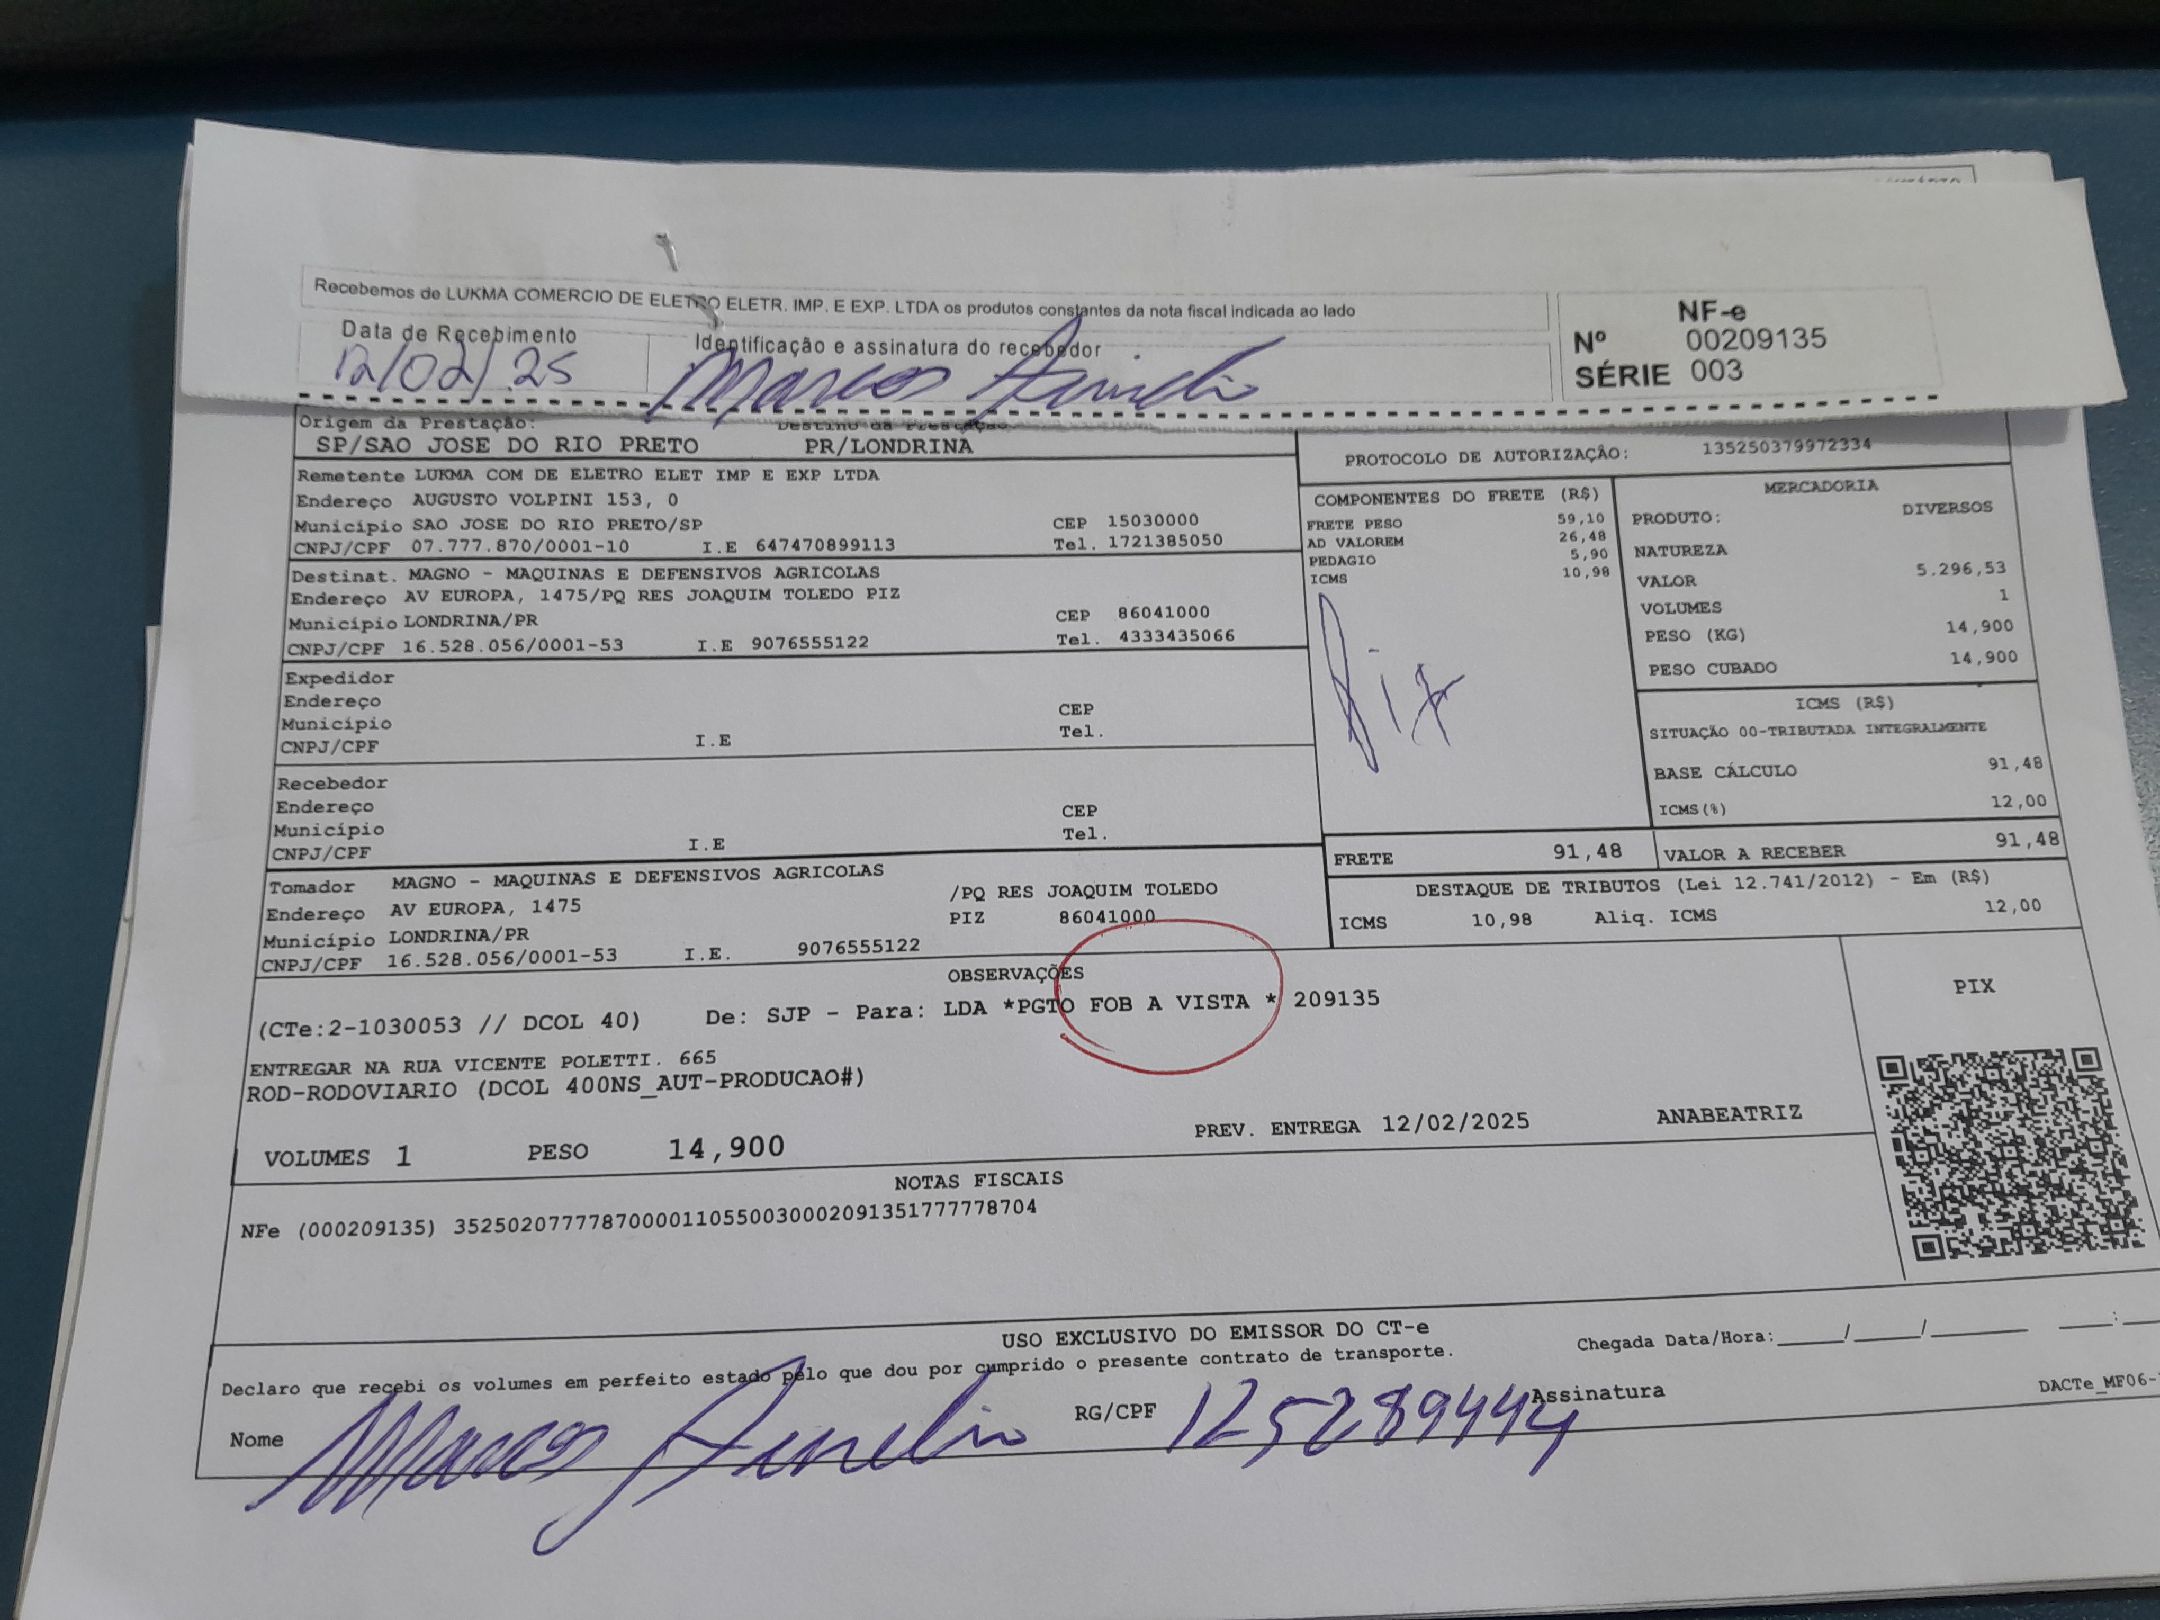 Recebemos de LUKMA COMERCIO DE ELETRO ELETR. IMP. E EXP. LTDA os produtos constantes da nota fiscal indicada ao lado
Data de Recebimento
12/02/25
Identificação e assinatura do recebedor
Marcos Aurelio
NF-e
Nº 00209135
SÉRIE 003
Origem da Prestação: Destino da Prestação:
SP/SAO JOSE DO RIO PRETO PR/LONDRINA
Remetente LUKMA COM DE ELETRO ELET IMP E EXP LTDA
Endereço AUGUSTO VOLPINI 153, 0
Município SAO JOSE DO RIO PRETO/SP CEP 15030000
CNPJ/CPF 07.777.870/0001-10 I.E 647470899113 Tel. 1721385050
Destinat. MAGNO - MAQUINAS E DEFENSIVOS AGRICOLAS
Endereço AV EUROPA, 1475/PQ RES JOAQUIM TOLEDO PIZ
Município LONDRINA/PR CEP 86041000
CNPJ/CPF 16.528.056/0001-53 I.E 9076555122 Tel. 4333435066
Expedidor
Endereço
Município CEP
CNPJ/CPF I.E Tel.
Recebedor
Endereço
Município CEP
CNPJ/CPF I.E Tel.
Tomador MAGNO - MAQUINAS E DEFENSIVOS AGRICOLAS
Endereço AV EUROPA, 1475 /PQ RES JOAQUIM TOLEDO
PIZ 86041000
Município LONDRINA/PR
CNPJ/CPF 16.528.056/0001-53 I.E. 9076555122
PROTOCOLO DE AUTORIZAÇÃO: 135250379972334
COMPONENTES DO FRETE (R$)
FRETE PESO 59,10
AD VALOREM 26,48
PEDAGIO 5,90
ICMS 10,98
Pix
MERCADORIA
PRODUTO: DIVERSOS
NATUREZA
VALOR 5.296,53
VOLUMES 1
PESO (KG) 14,900
PESO CUBADO 14,900
ICMS (R$)
SITUAÇÃO 00-TRIBUTADA INTEGRALMENTE
BASE CÁLCULO 91,48
ICMS(%) 12,00
FRETE 91,48 VALOR A RECEBER 91,48
DESTAQUE DE TRIBUTOS (Lei 12.741/2012) - Em (R$)
ICMS 10,98 Aliq. ICMS 12,00
OBSERVAÇÕES
(CTe:2-1030053 // DCOL 40) De: SJP - Para: LDA *PGTO FOB A VISTA * 209135
ENTREGAR NA RUA VICENTE POLETTI. 665
ROD-RODOVIARIO (DCOL 400NS_AUT-PRODUCAO#)
VOLUMES 1 PESO 14,900 PREV. ENTREGA 12/02/2025 ANABEATRIZ
PIX
NOTAS FISCAIS
NFe (000209135) 35250207777870000110550030002091351777778704
USO EXCLUSIVO DO EMISSOR DO CT-e
Declaro que recebi os volumes em perfeito estado pelo que dou por cumprido o presente contrato de transporte.
Chegada Data/Hora:____/____/______ ___:___
Nome Marcos Aurelio RG/CPF 125289444 Assinatura
DACTe_MF06-